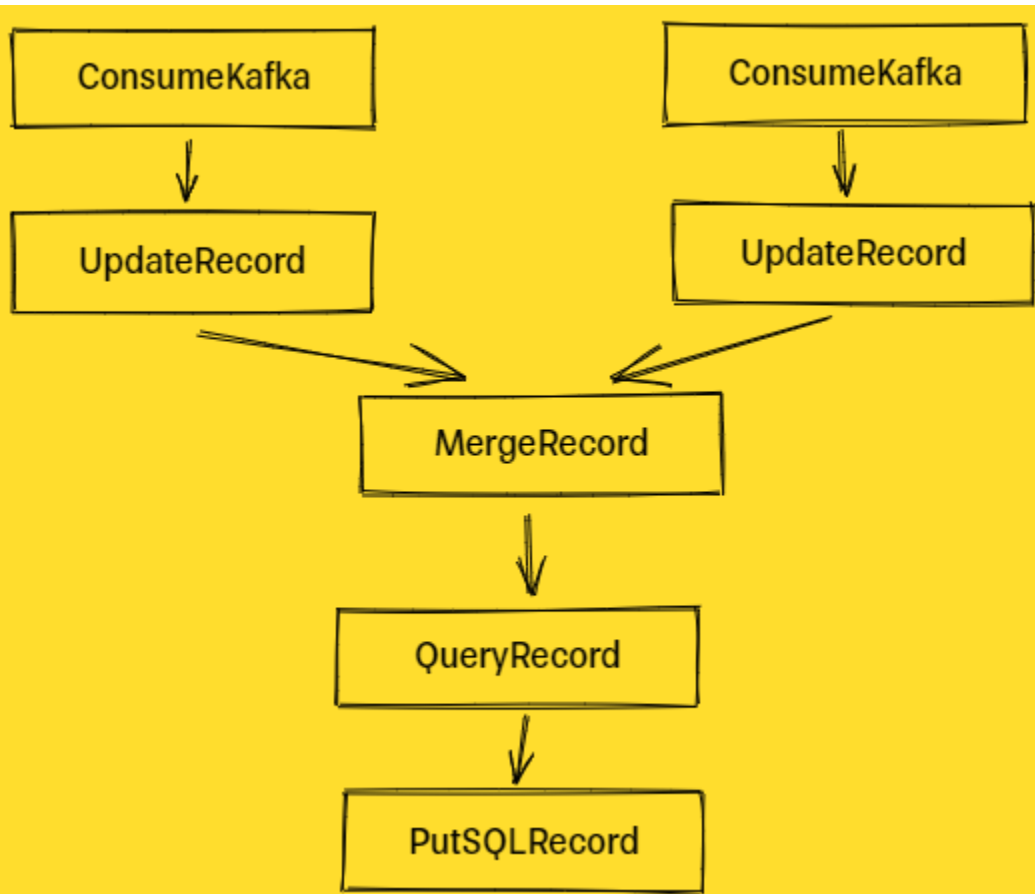 ConsumeKafka
ConsumeKafka
UpdateRecord
UpdateRecord
MergeRecord
QueryRecord
PutSQLRecord